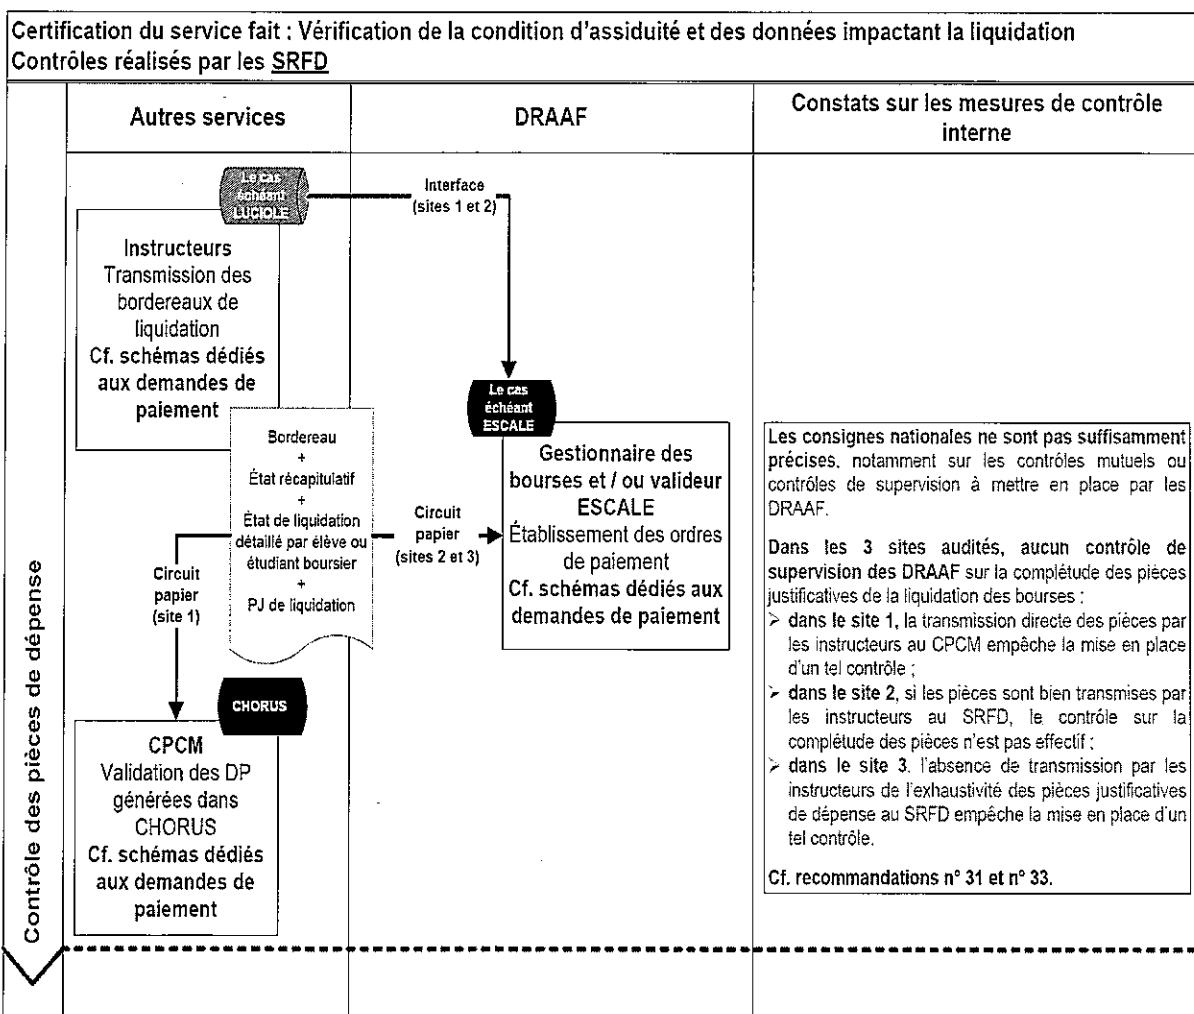 Certification du service fait : Vérification de la condition d'assiduité et des données impactant la liquidation
Contrôles réalisés par les SRFD
Autres services
DRAAF
Constats sur les mesures de contrôle
interne
Contrôle des pièces de dépense
Le cas
échéant
LUCIOLE
Interface
(sites 1 et 2)
Instructeurs
Transmission des
bordereaux de
liquidation
Cf. schémas dédiés
aux demandes de
paiement
Le cas
échéant
ESCALE
Bordereau
+
État récapitulatif
+
État de liquidation
détaillé par élève ou
étudiant boursier
+
PJ de liquidation
Circuit
papier
(sites 2 et 3)
Gestionnaire des
bourses et / ou valideur
ESCALE
Établissement des ordres
de paiement
Cf. schémas dédiés aux
demandes de paiement
Circuit
papier
(site 1)
CHORUS
CPCM
Validation des DP
générées dans
CHORUS
Cf. schémas dédiés
aux demandes de
paiement
Les consignes nationales ne sont pas suffisamment
précises, notamment sur les contrôles mutuels ou
contrôles de supervision à mettre en place par les
DRAAF.
Dans les 3 sites audités, aucun contrôle de
supervision des DRAAF sur la complétude des pièces
justificatives de la liquidation des bourses :
➢ dans le site 1, la transmission directe des pièces par
les instructeurs au CPCM empêche la mise en place
d'un tel contrôle ;
➢ dans le site 2, si les pièces sont bien transmises par
les instructeurs au SRFD, le contrôle sur la
complétude des pièces n'est pas effectif ;
➢ dans le site 3, l'absence de transmission par les
instructeurs de l'exhaustivité des pièces justificatives
de dépense au SRFD empêche la mise en place d'un
tel contrôle.
Cf. recommandations n° 31 et n° 33.